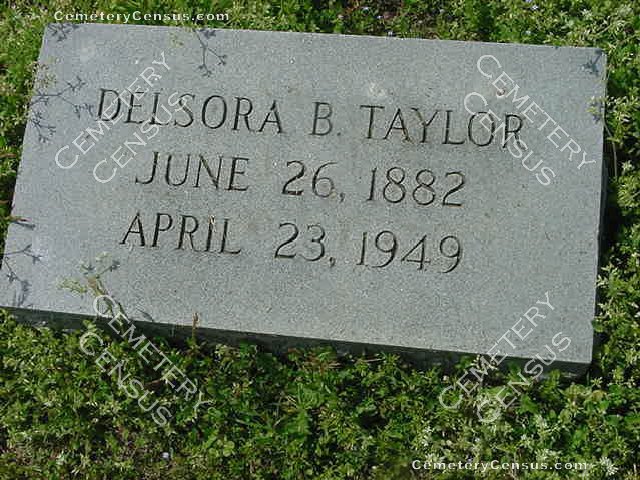 CemeteryCensus.com
DELSORA B. TAYLOR
JUNE 26, 1882
APRIL 23, 1949
CEMETERY
CENSUS
CEMETERY
CENSUS
CEMETERY
CENSUS
CEMETERY
CENSUS
CemeteryCensus.com